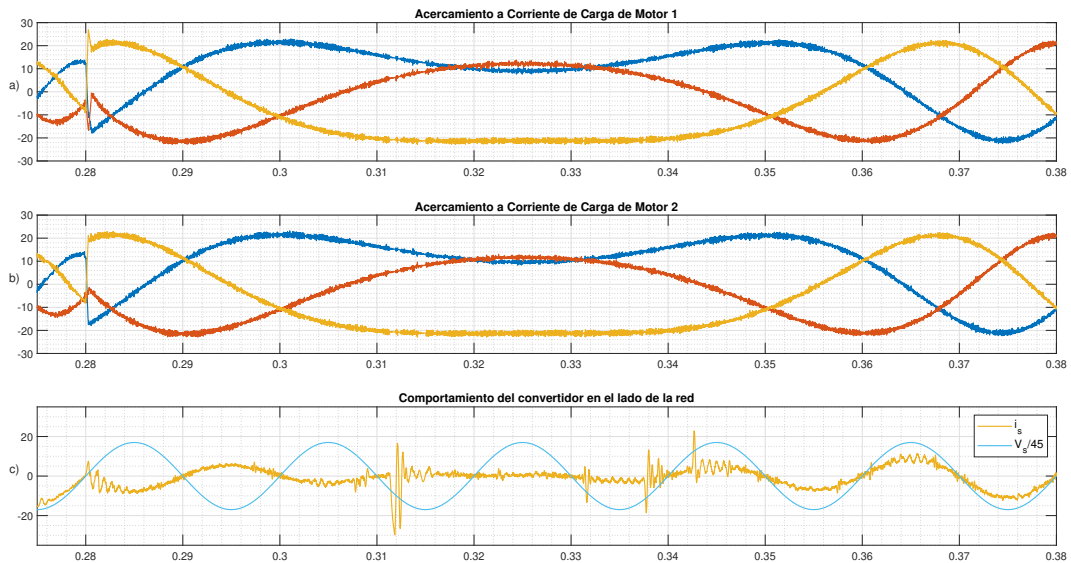 Acercamiento a Corriente de Carga de Motor 1
30
20
10
a) 0
-10
-20
-30
0.28 0.29 0.3 0.31 0.32 0.33 0.34 0.35 0.36 0.37 0.38
Acercamiento a Corriente de Carga de Motor 2
30
20
10
b) 0
-10
-20
-30
0.28 0.29 0.3 0.31 0.32 0.33 0.34 0.35 0.36 0.37 0.38
Comportamiento del convertidor en el lado de la red
i_s
V_s/45
20
c) 0
-20
0.28 0.29 0.3 0.31 0.32 0.33 0.34 0.35 0.36 0.37 0.38